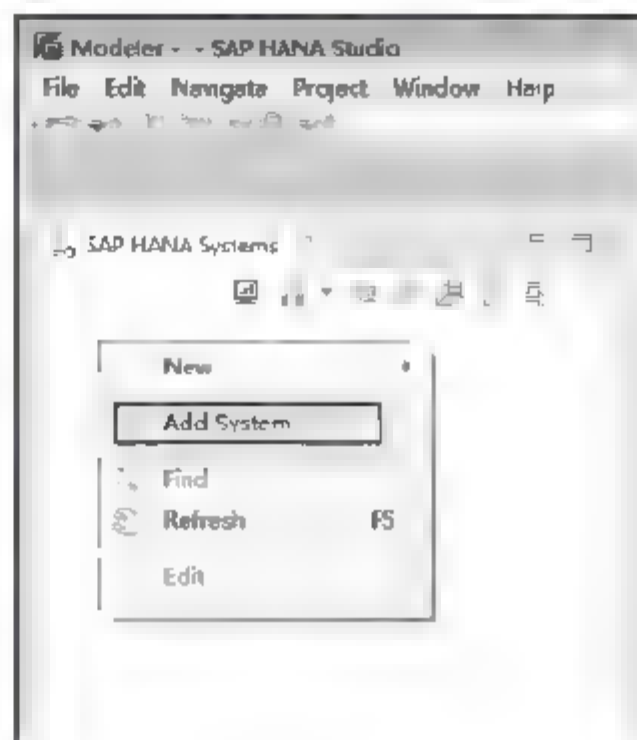 Modeler - - SAP HANA Studio
File Edit Navigate Project Window Help
SAP HANA Systems
New
Add System
Find
Refresh F5
Edit